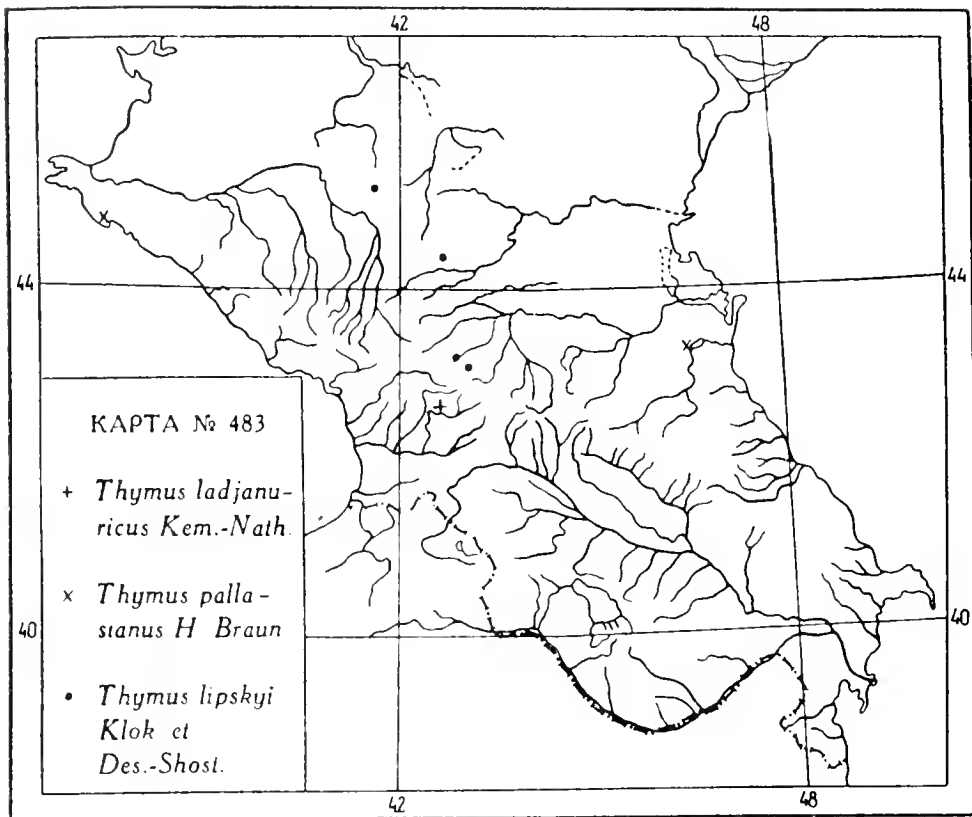 42 48
44 44
КАРТА № 483
+ Thymus ladjanu-
ricus Kem.-Nath.
× Thymus palla-
sianus H Braun
40 40
• Thymus lipskyi
Klok et
Des.-Shost.
42 48